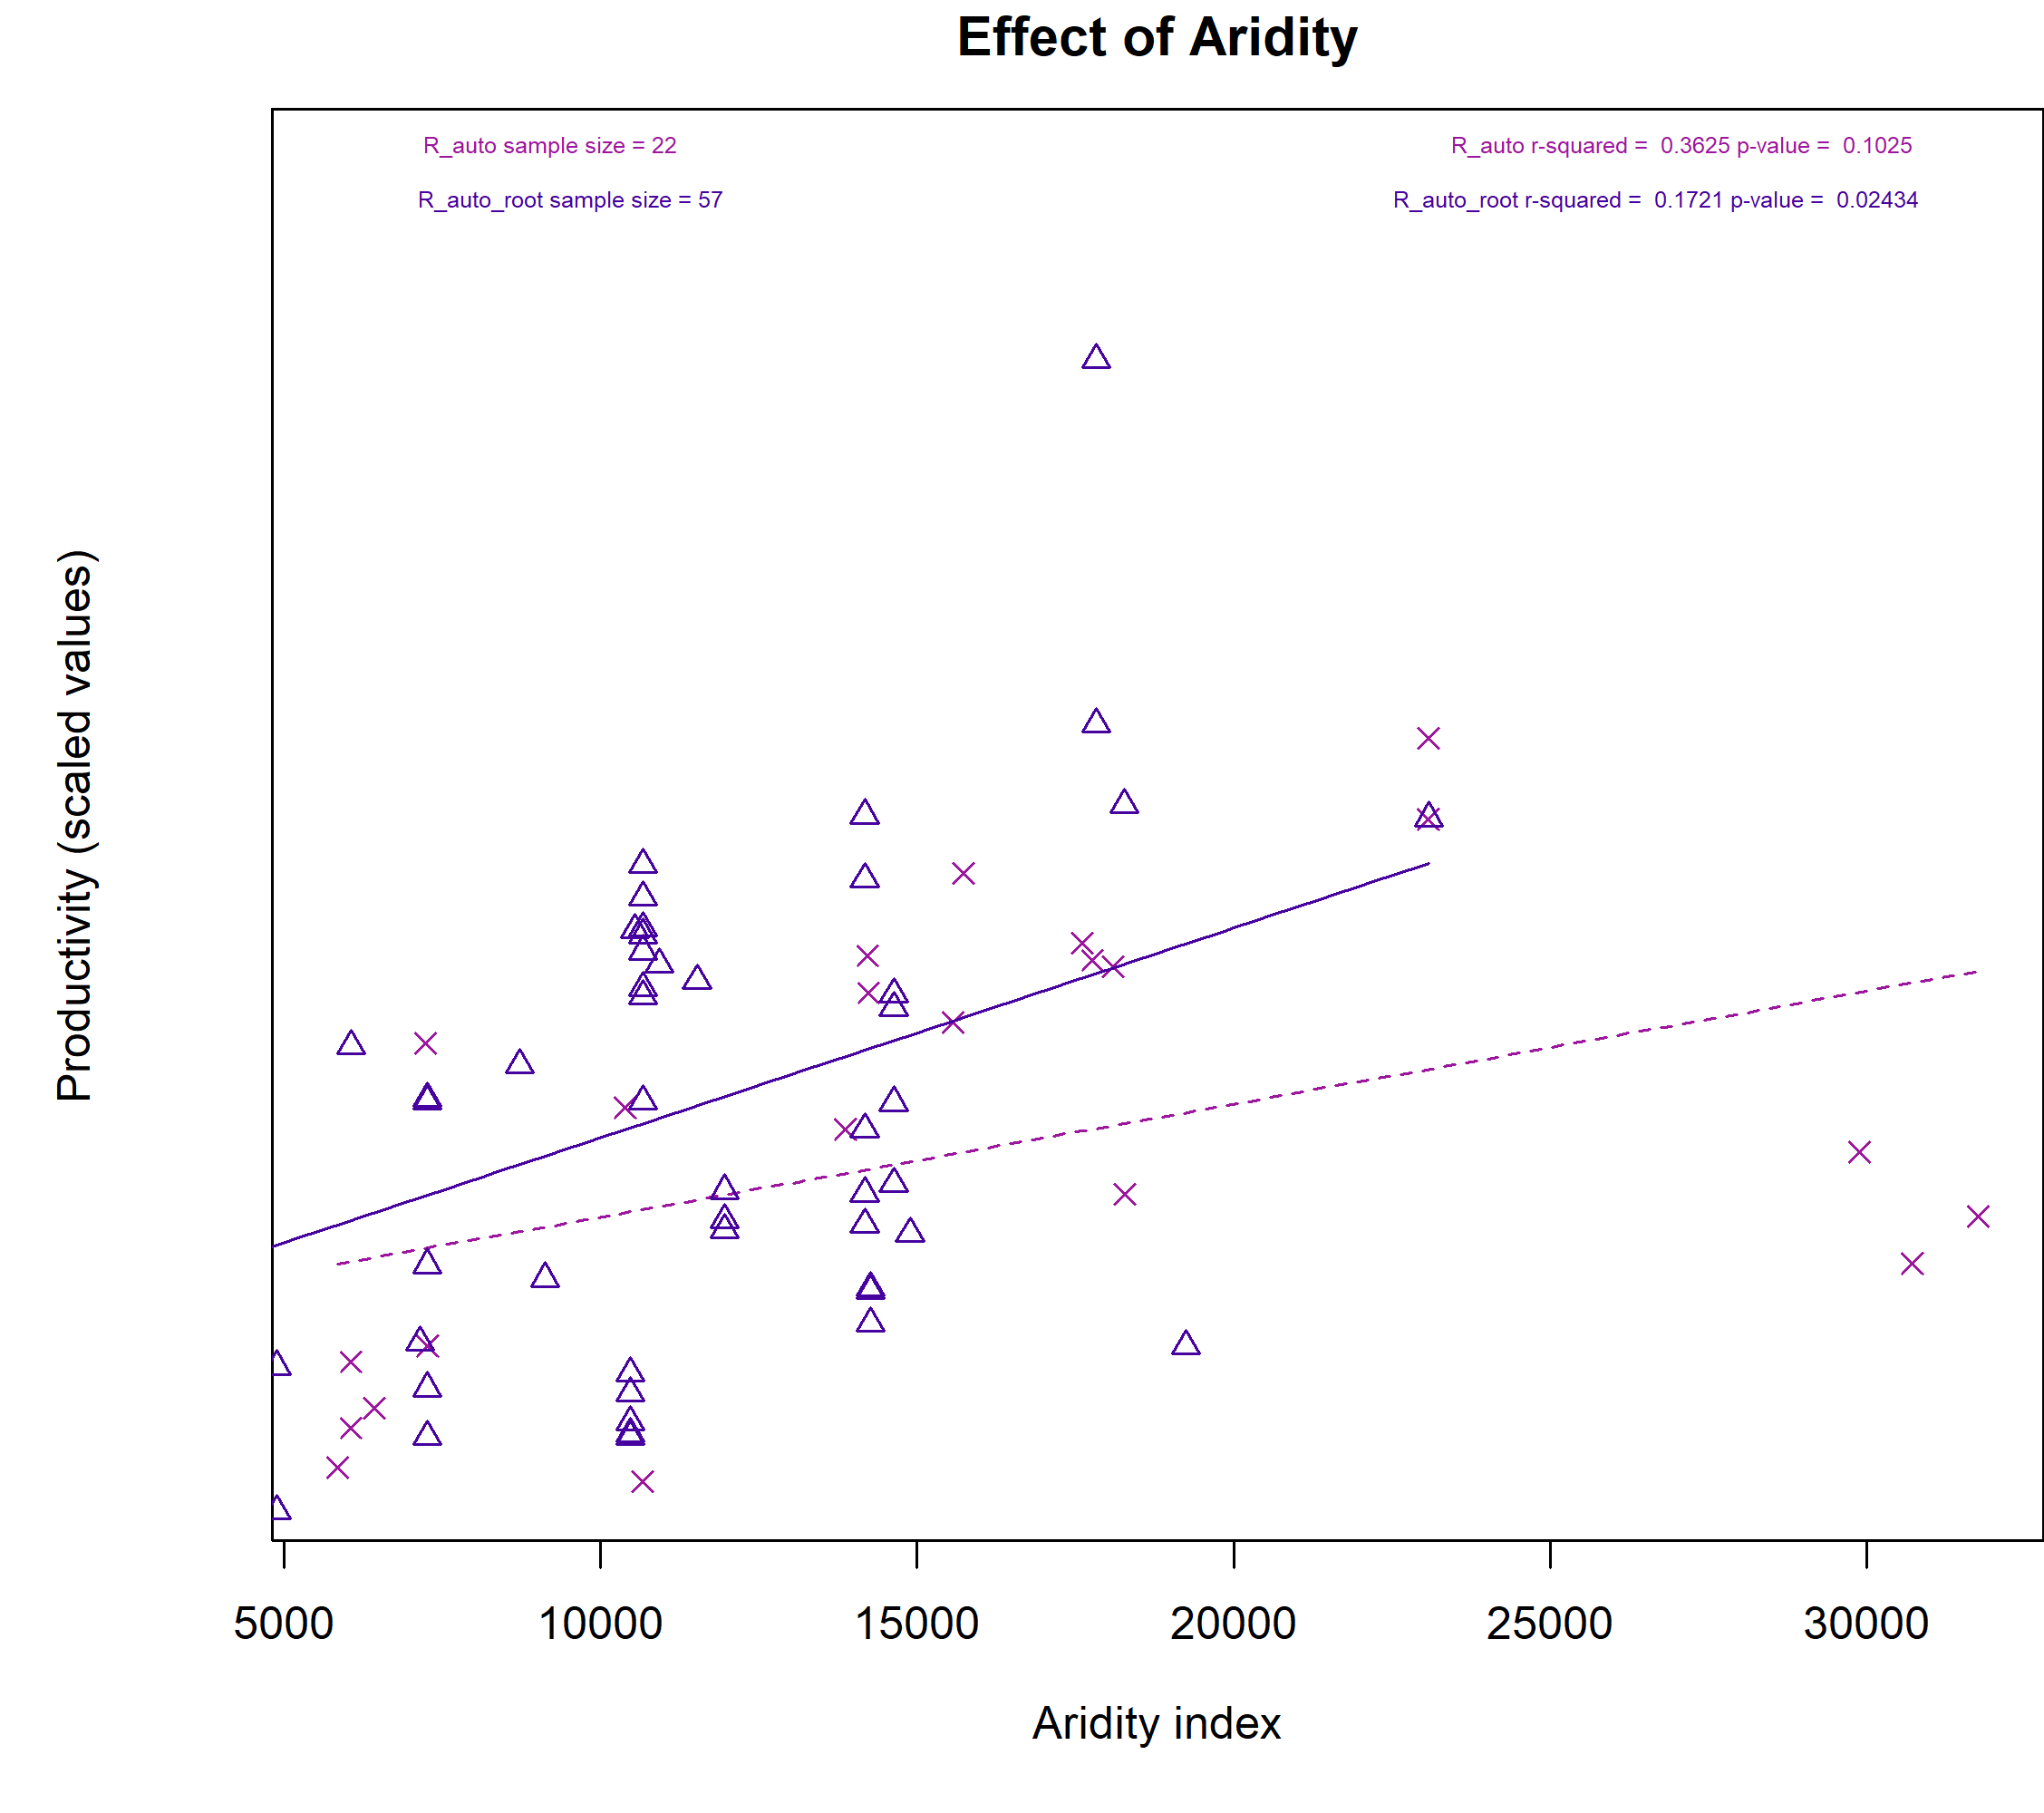 Effect of Aridity
R_auto sample size = 22
R_auto r-squared =  0.3625 p-value =  0.1025
R_auto_root sample size = 57
R_auto_root r-squared =  0.1721 p-value =  0.02434
Productivity (scaled values)
5000 10000 15000 20000 25000 30000
Aridity index